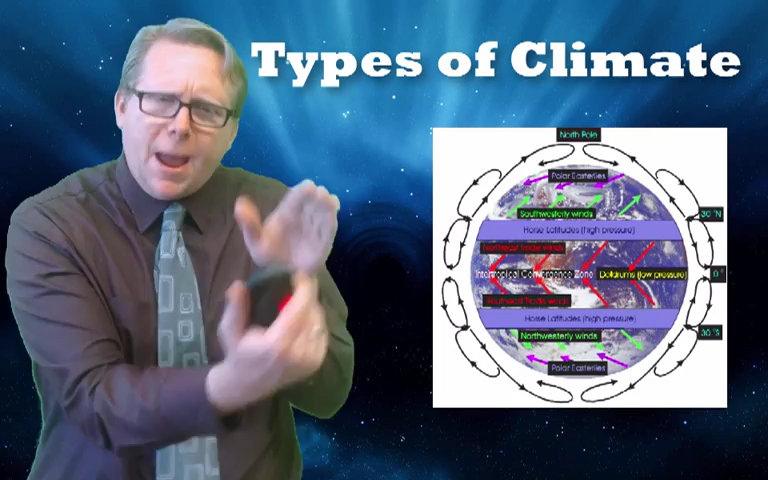 Types of Climate
North Pole
Polar Easterlies
Southwesterly winds
30 °N
Horse Latitudes (high pressure)
Northeast Trade winds
Intertropical Convergence Zone
Doldrums (low pressure)
0 °
Southeast Trade winds
Horse Latitudes (high pressure)
30 °S
Northwesterly winds
Polar Easterlies